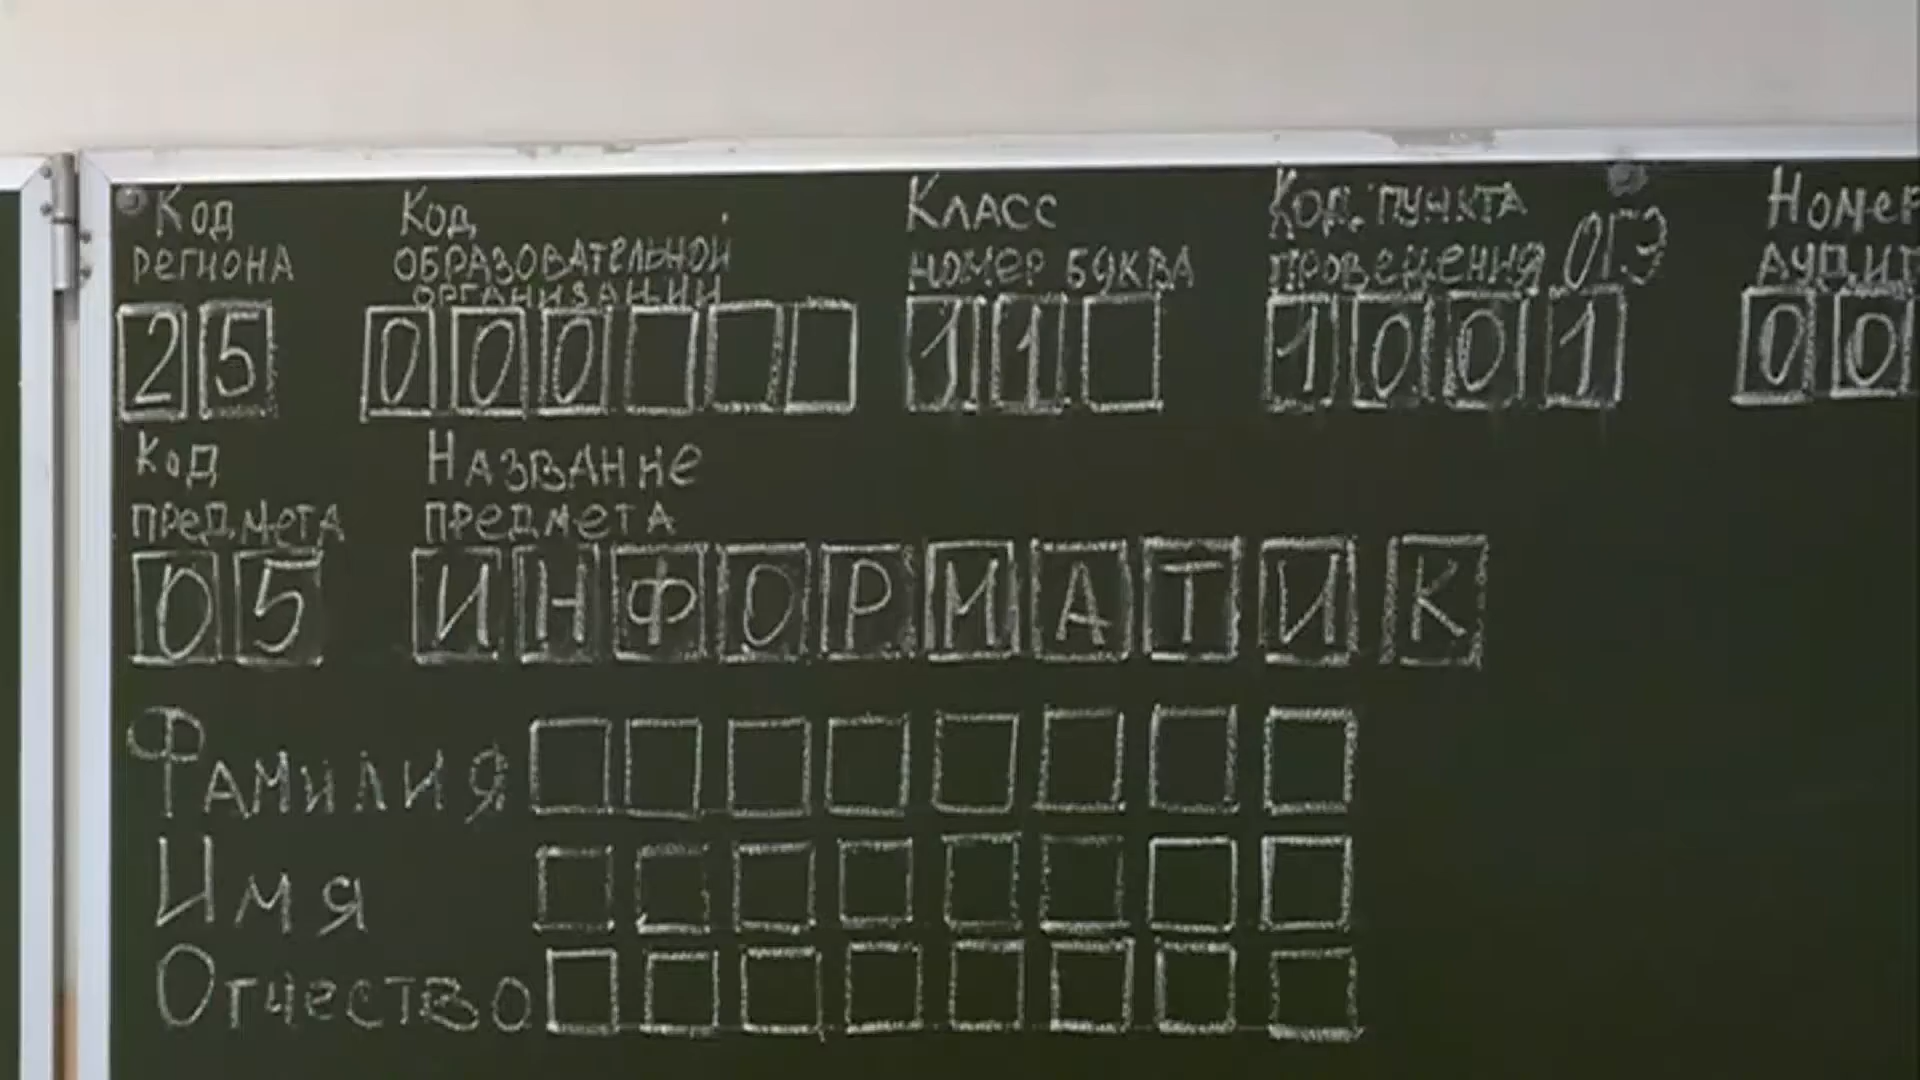 Код региона
25
Код образовательной организации
000
Класс номер буква
11
Код пункта проведения ОГЭ
1001
Номер
00
Код предмета
05
Название предмета
ИНФОРМАТИК
Фамилия
Имя
Отчество